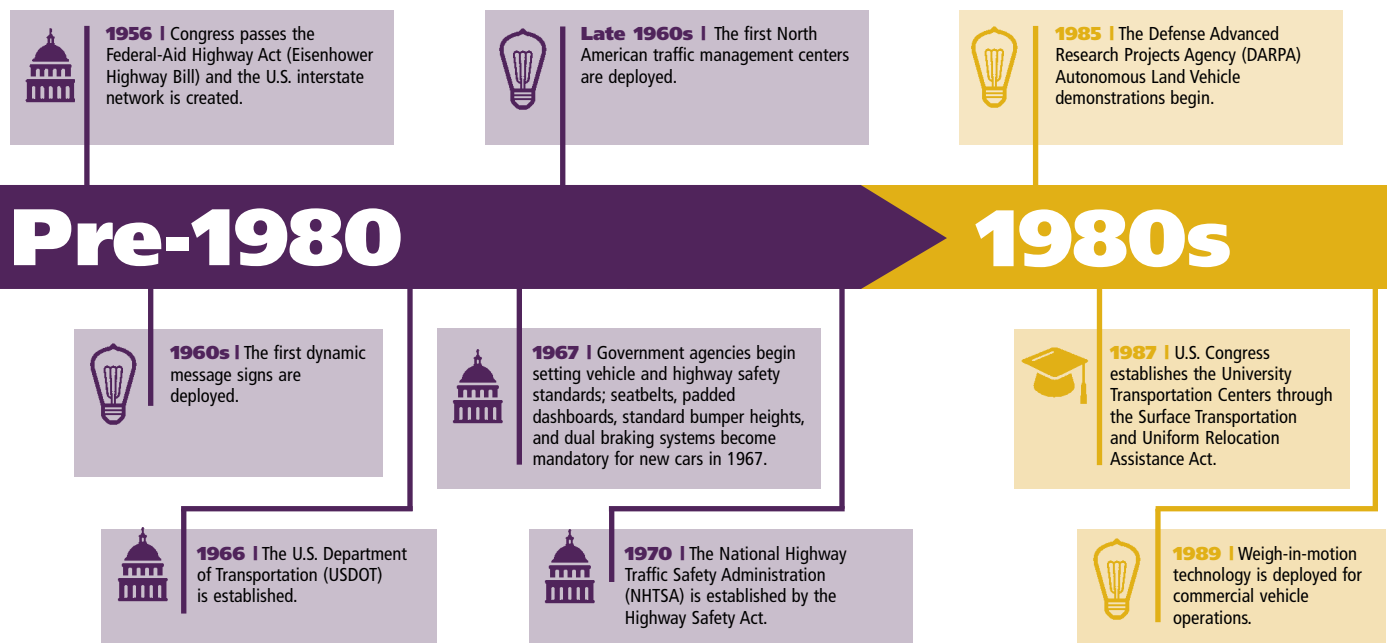 1956 | Congress passes the
Federal-Aid Highway Act (Eisenhower
Highway Bill) and the U.S. interstate
network is created.
Late 1960s | The first North
American traffic management centers
are deployed.
1985 | The Defense Advanced
Research Projects Agency (DARPA)
Autonomous Land Vehicle
demonstrations begin.
Pre-1980
1980s
1960s | The first dynamic
message signs are
deployed.
1967 | Government agencies begin
setting vehicle and highway safety
standards; seatbelts, padded
dashboards, standard bumper heights,
and dual braking systems become
mandatory for new cars in 1967.
1987 | U.S. Congress
establishes the University
Transportation Centers through
the Surface Transportation
and Uniform Relocation
Assistance Act.
1966 | The U.S. Department
of Transportation (USDOT)
is established.
1970 | The National Highway
Traffic Safety Administration
(NHTSA) is established by the
Highway Safety Act.
1989 | Weigh-in-motion
technology is deployed for
commercial vehicle
operations.